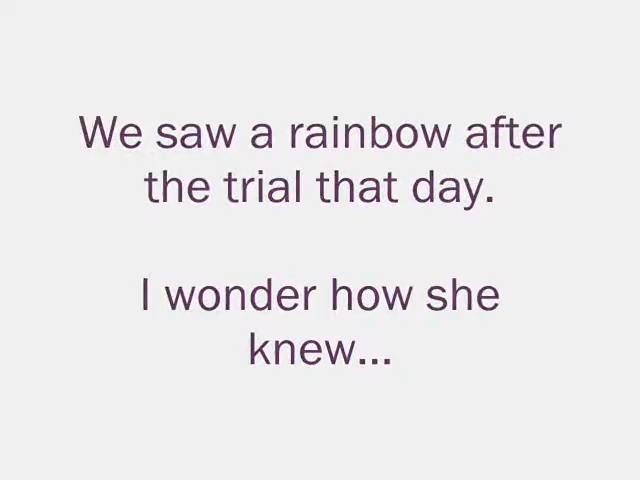 We saw a rainbow after
the trial that day.
I wonder how she
knew...